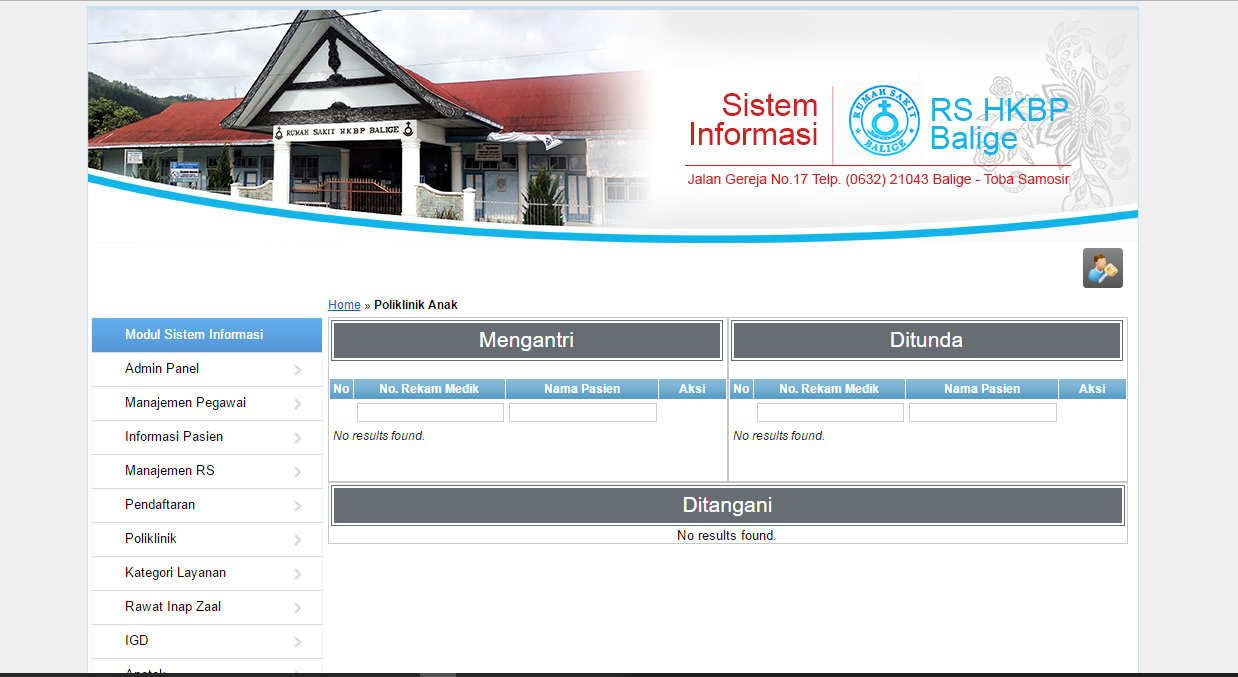 RUMAH SAKIT HKBP BALIGE
Sistem
Informasi
RUMAH SAKIT
BALIGE
RS HKBP
Balige
Jalan Gereja No.17 Telp. (0632) 21043 Balige - Toba Samosir
Home » Poliklinik Anak
Modul Sistem Informasi
Admin Panel
Manajemen Pegawai
Informasi Pasien
Manajemen RS
Pendaftaran
Poliklinik
Kategori Layanan
Rawat Inap Zaal
IGD
Mengantri
No No. Rekam Medik Nama Pasien Aksi
No results found.
Ditunda
No No. Rekam Medik Nama Pasien Aksi
No results found.
Ditangani
No results found.